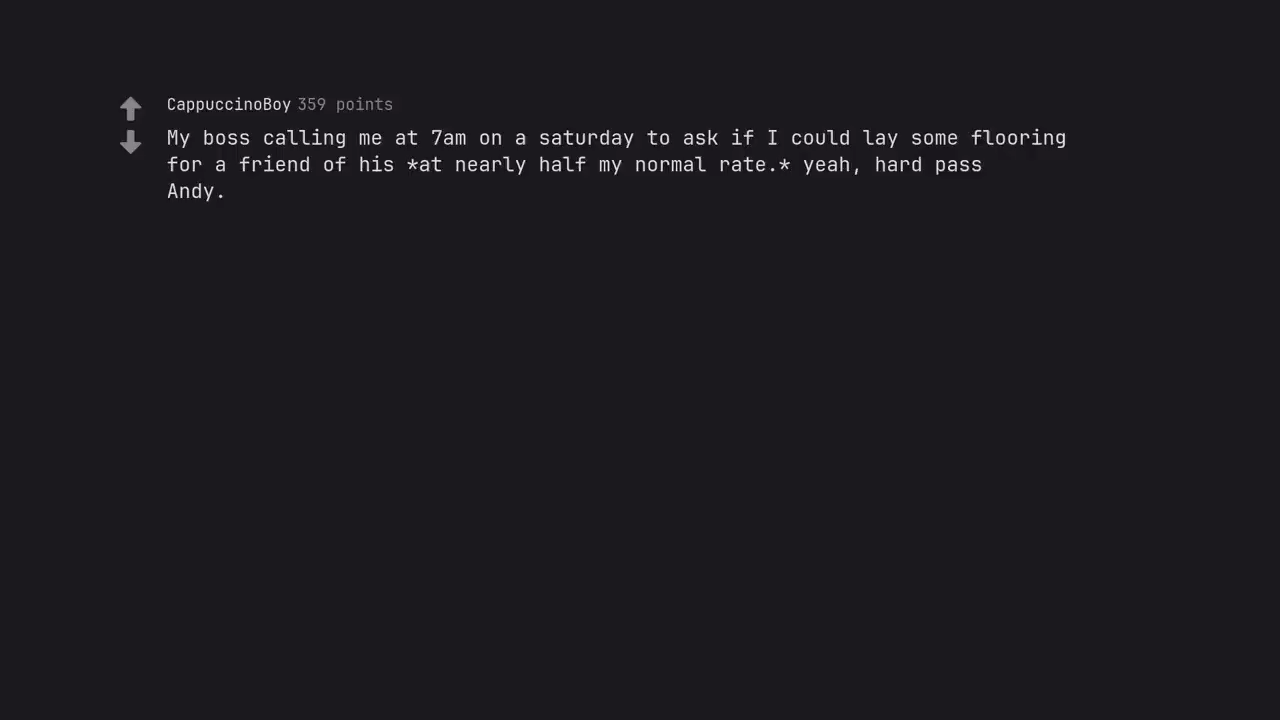 CappuccinoBoy 359 points
My boss calling me at 7am on a saturday to ask if I could lay some flooring
for a friend of his *at nearly half my normal rate.* yeah, hard pass
Andy.